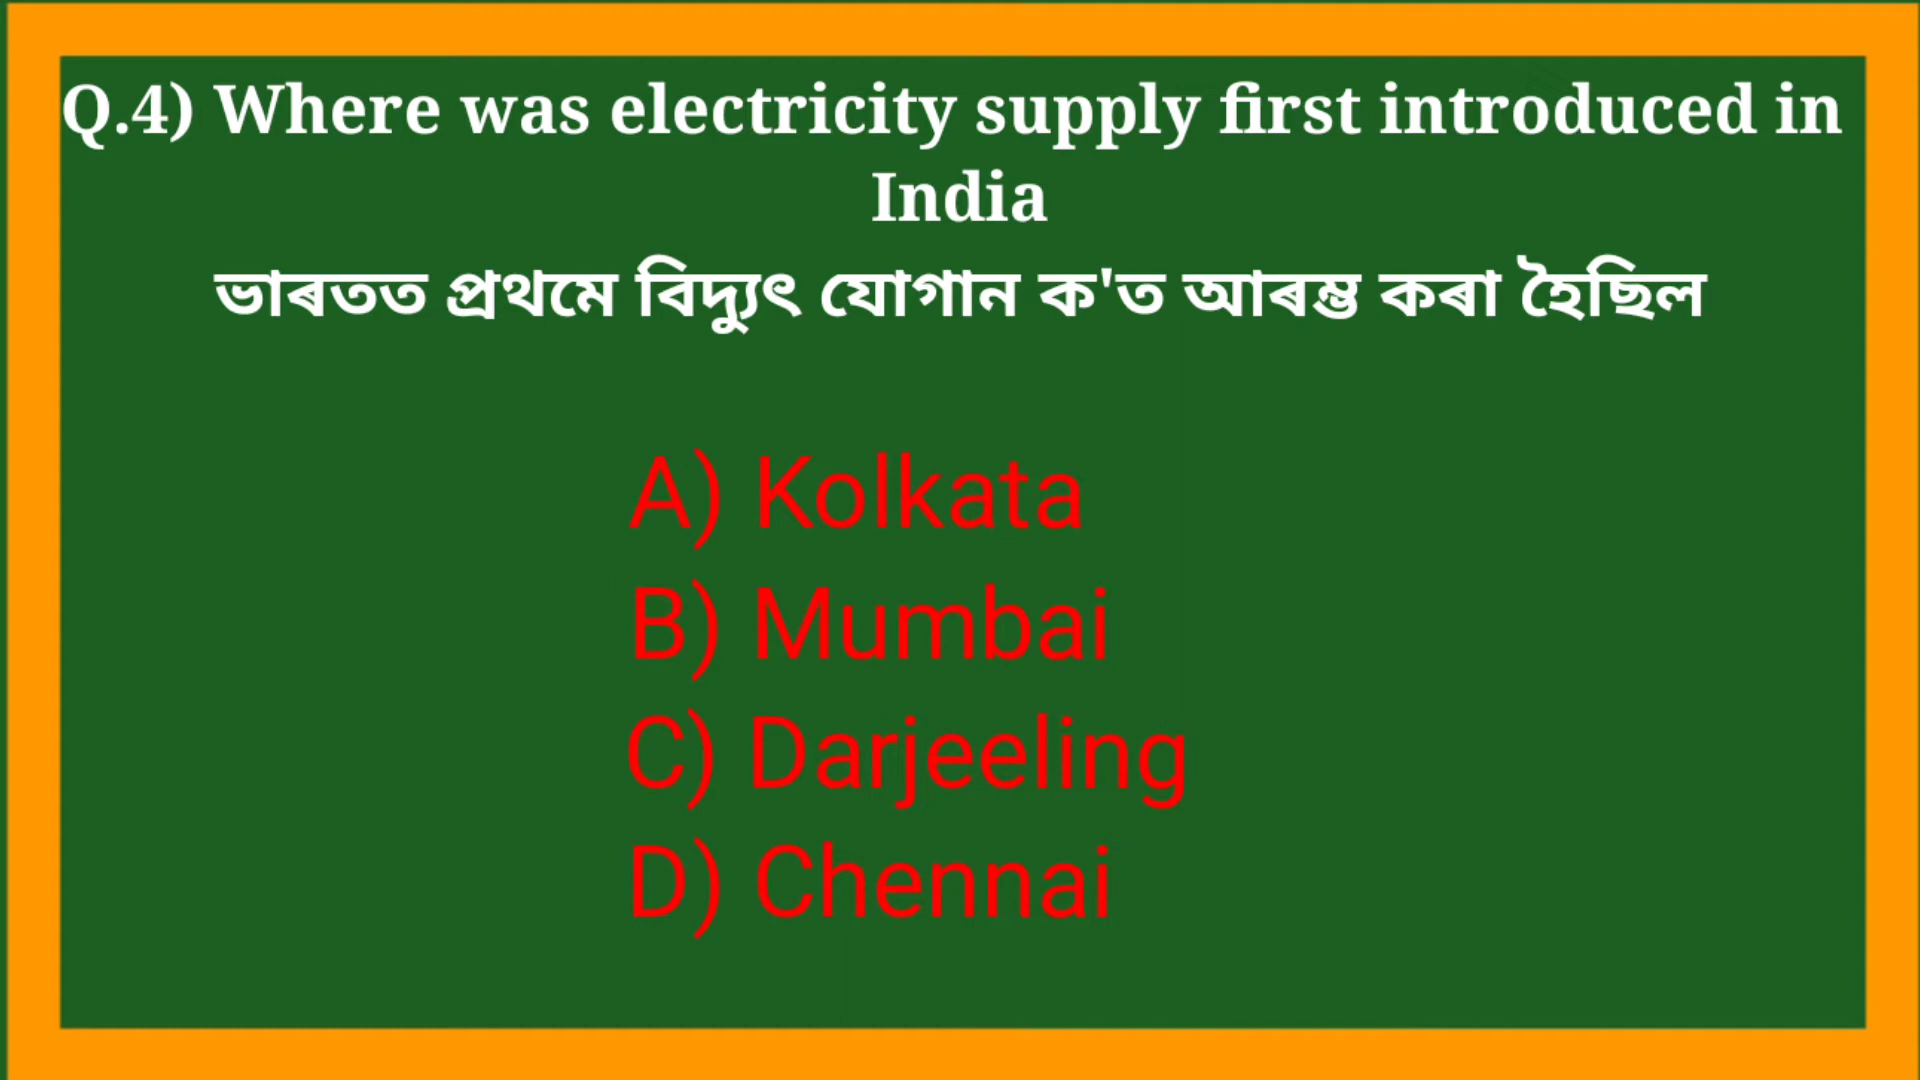 Q.4) Where was electricity supply first introduced in
India
ভাৰতত প্ৰথমে বিদ্যুৎ যোগান ক'ত আৰম্ভ কৰা হৈছিল
A) Kolkata
B) Mumbai
C) Darjeeling
D) Chennai